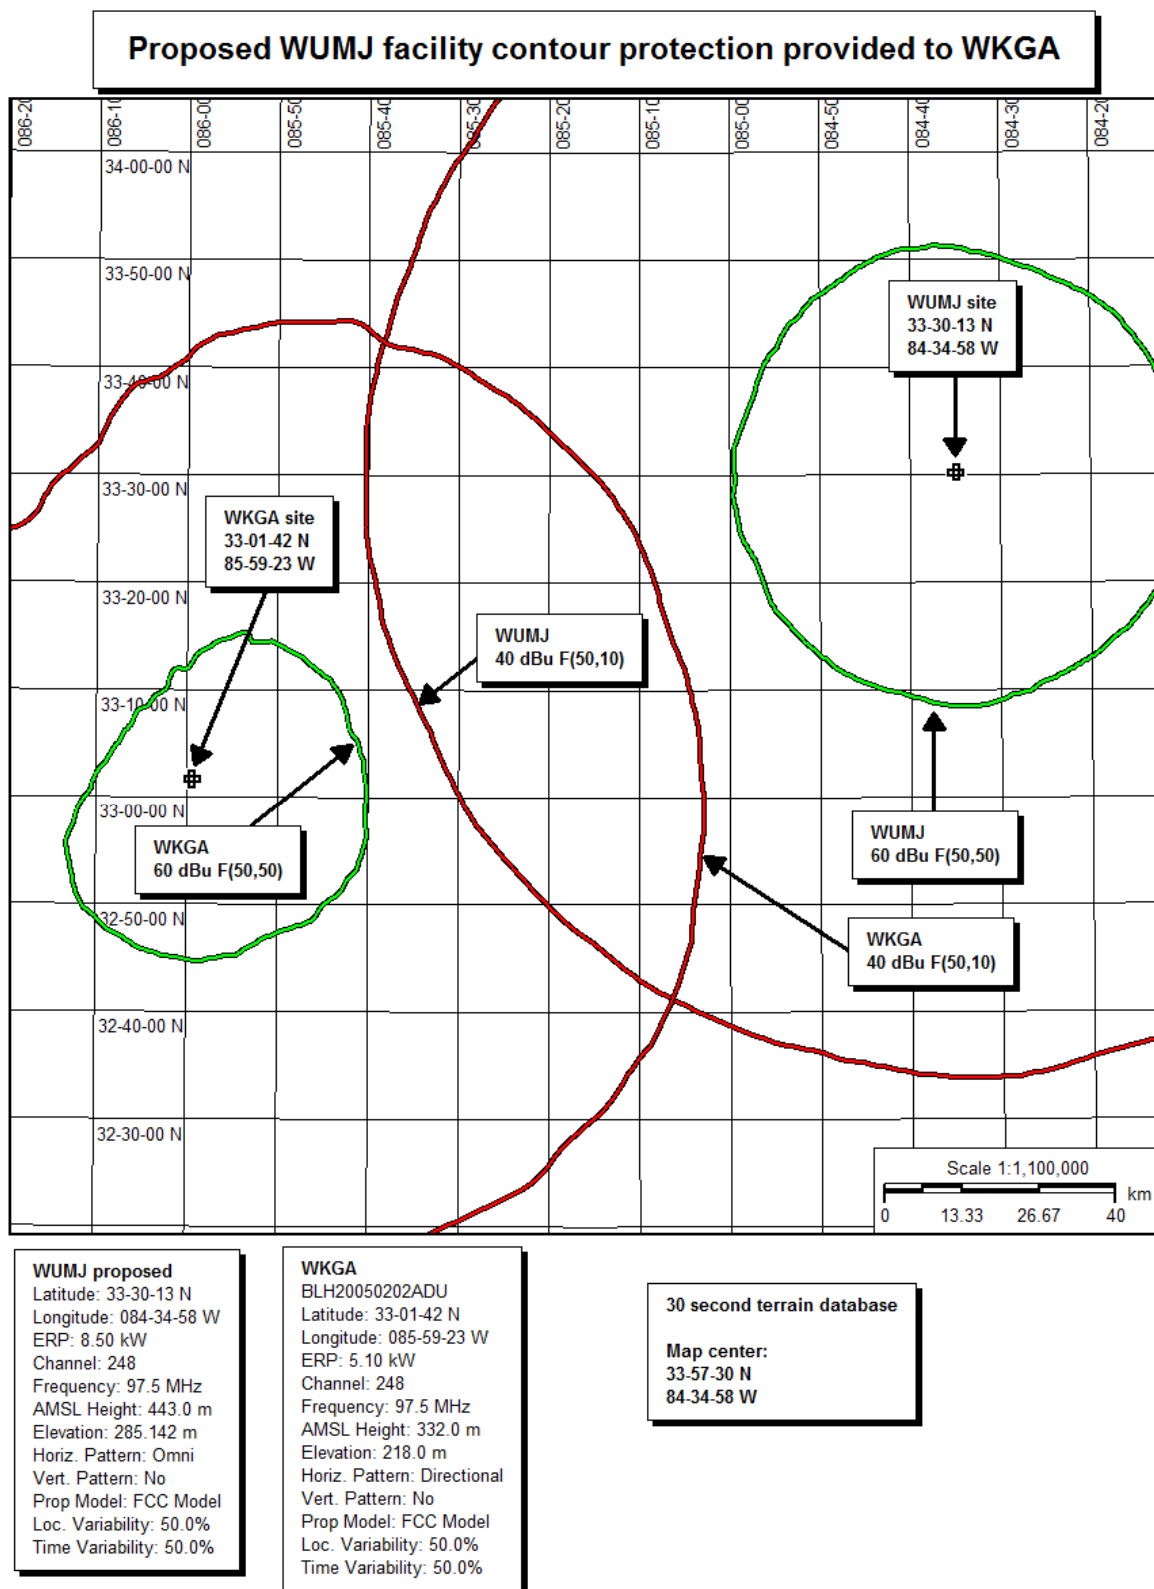 Proposed WUMJ facility contour protection provided to WKGA
086-20
086-10
086-00
085-50
085-40
085-30
085-20
085-10
085-00
084-50
084-40
084-30
084-20
34-00-00 N
33-50-00 N
WUMJ site
33-30-13 N
84-34-58 W
33-40-00 N
33-30-00 N
WKGA site
33-01-42 N
85-59-23 W
33-20-00 N
WUMJ
40 dBu F(50,10)
33-10-00 N
33-00-00 N
WKGA
60 dBu F(50,50)
WUMJ
60 dBu F(50,50)
32-50-00 N
WKGA
40 dBu F(50,10)
32-40-00 N
32-30-00 N
Scale 1:1,100,000
km
0 13.33 26.67 40
WUMJ proposed
Latitude: 33-30-13 N
Longitude: 084-34-58 W
ERP: 8.50 kW
Channel: 248
Frequency: 97.5 MHz
AMSL Height: 443.0 m
Elevation: 285.142 m
Horiz. Pattern: Omni
Vert. Pattern: No
Prop Model: FCC Model
Loc. Variability: 50.0%
Time Variability: 50.0%
WKGA
BLH20050202ADU
Latitude: 33-01-42 N
Longitude: 085-59-23 W
ERP: 5.10 kW
Channel: 248
Frequency: 97.5 MHz
AMSL Height: 332.0 m
Elevation: 218.0 m
Horiz. Pattern: Directional
Vert. Pattern: No
Prop Model: FCC Model
Loc. Variability: 50.0%
Time Variability: 50.0%
30 second terrain database
Map center:
33-57-30 N
84-34-58 W